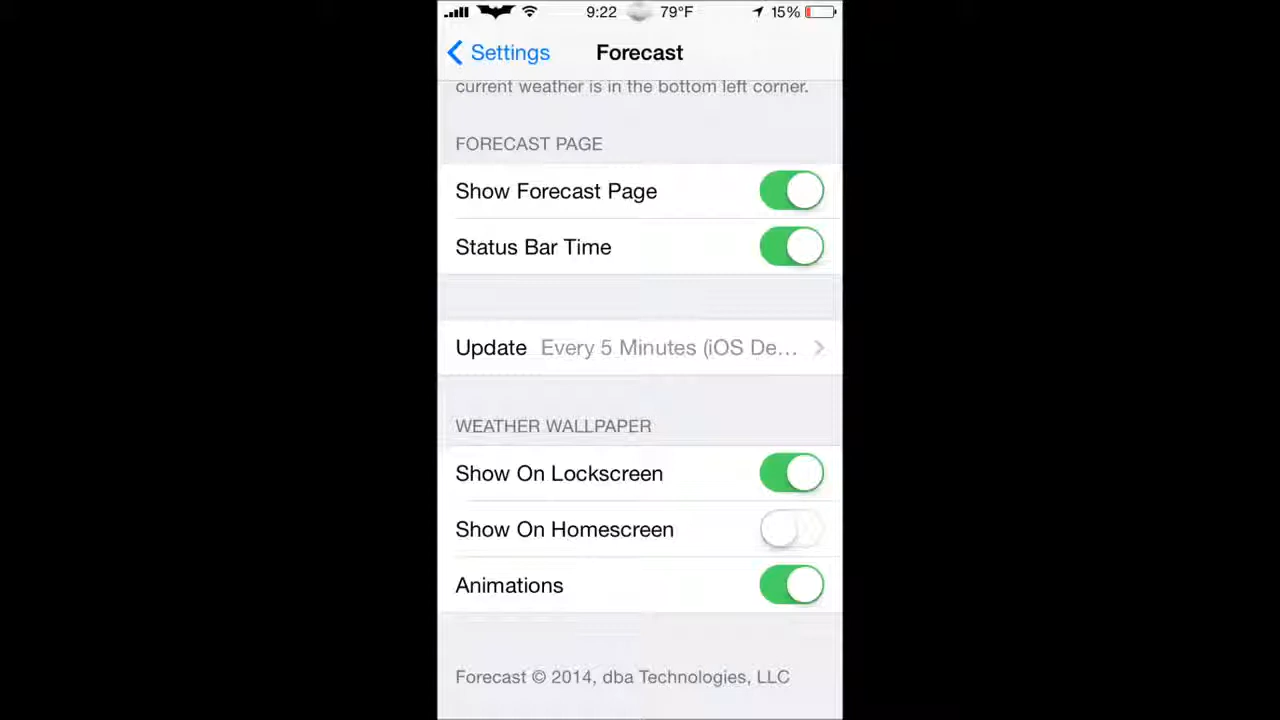 9:22 79°F 15%
Settings Forecast
current weather is in the bottom left corner.
FORECAST PAGE
Show Forecast Page
Status Bar Time
Update Every 5 Minutes (iOS De...
WEATHER WALLPAPER
Show On Lockscreen
Show On Homescreen
Animations
Forecast © 2014, dba Technologies, LLC